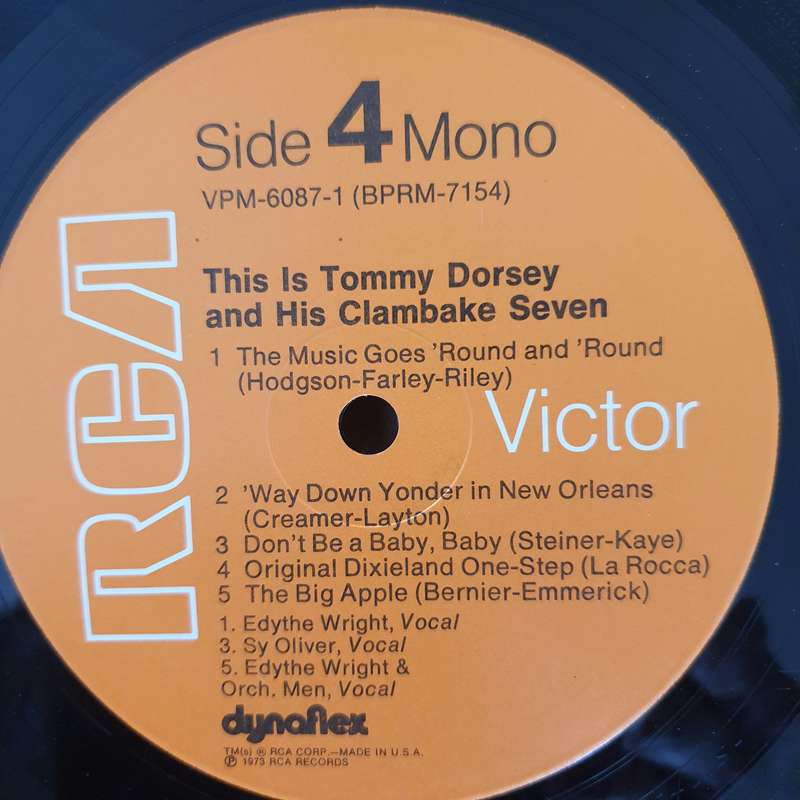 Side 4 Mono
VPM-6087-1 (BPRM-7154)
RCA
This Is Tommy Dorsey
and His Clambake Seven
1 The Music Goes 'Round and 'Round
(Hodgson-Farley-Riley)
Victor
2 'Way Down Yonder in New Orleans
(Creamer-Layton)
3 Don't Be a Baby, Baby (Steiner-Kaye)
4 Original Dixieland One-Step (La Rocca)
5 The Big Apple (Bernier-Emmerick)
1. Edythe Wright, Vocal
3. Sy Oliver, Vocal
5. Edythe Wright &
Orch. Men, Vocal
dynaflex
TM(s) ® RCA CORP.—MADE IN U.S.A.
℗ 1973 RCA RECORDS